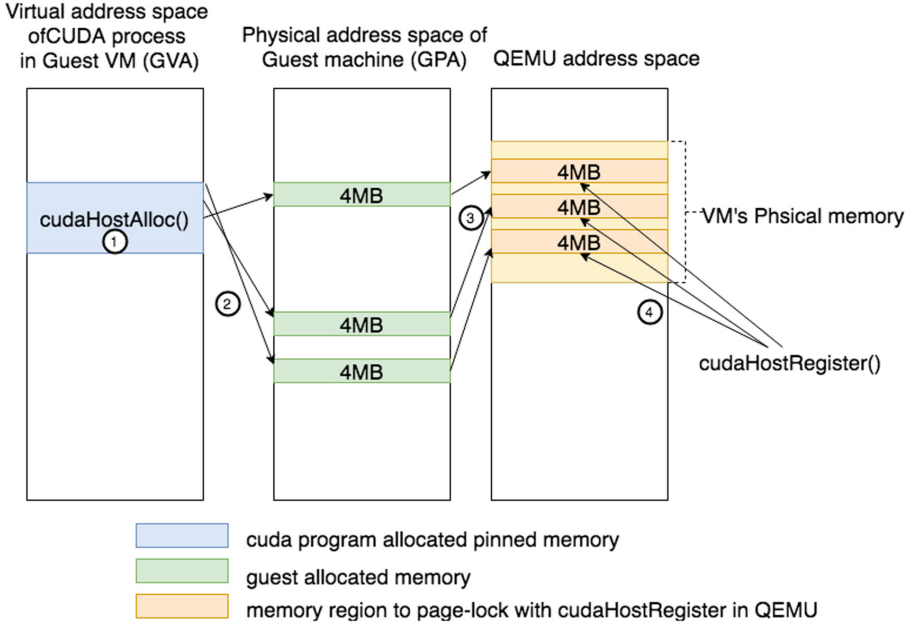 Virtual address space
ofCUDA process
in Guest VM (GVA)
Physical address space of
Guest machine (GPA)
QEMU address space
cudaHostAlloc()
1
2
4MB
4MB
4MB
3
4MB
4MB
4MB
VM's Phsical memory
4
cudaHostRegister()
cuda program allocated pinned memory
guest allocated memory
memory region to page-lock with cudaHostRegister in QEMU